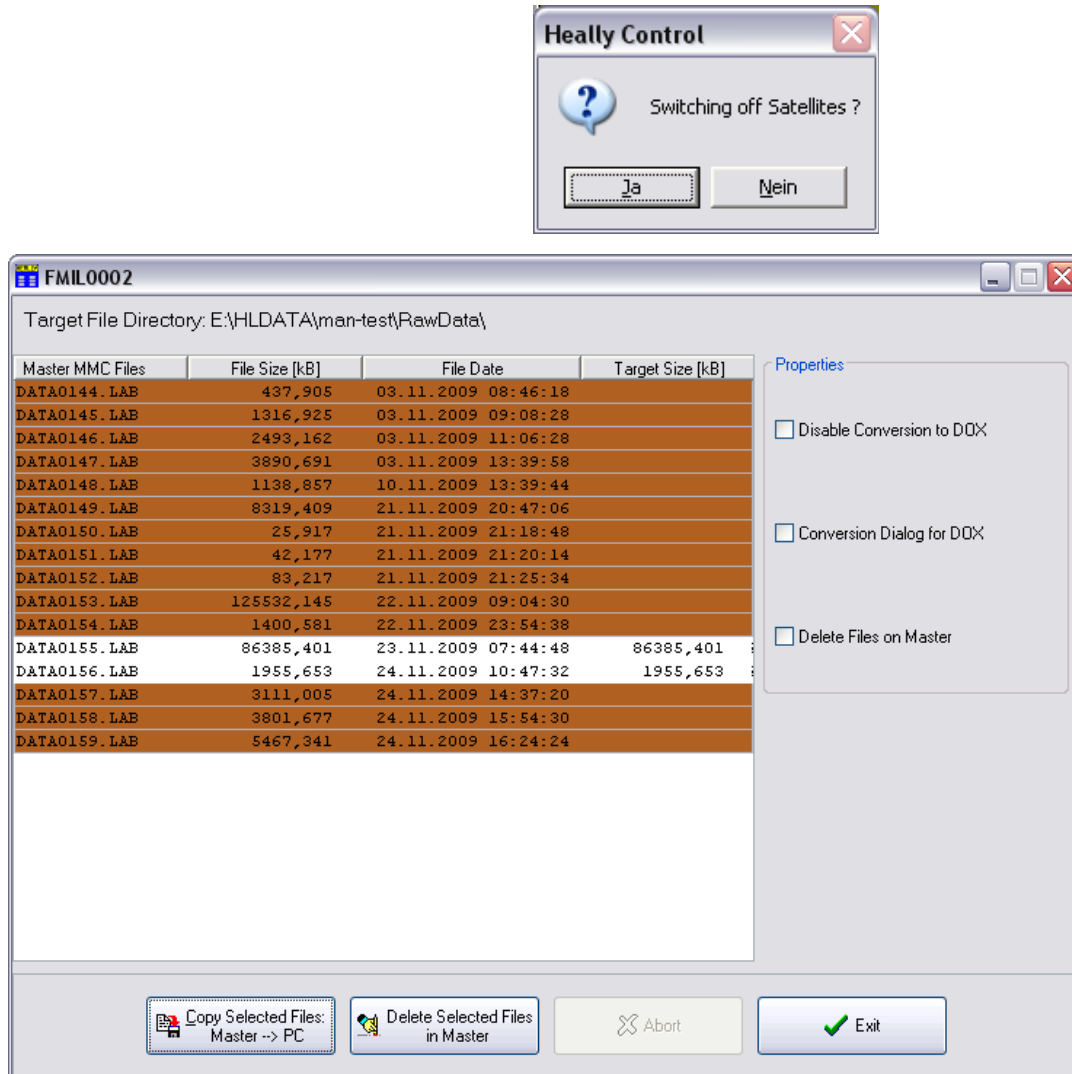 Heally Control
Switching off Satellites ?
Ja Nein
FMIL0002
Target File Directory: E:\HLDATA\man-test\RawData\
Master MMC Files File Size [kB] File Date Target Size [kB] Properties
DATA0144.LAB 437,905 03.11.2009 08:46:18
DATA0145.LAB 1316,925 03.11.2009 09:08:28
DATA0146.LAB 2493,162 03.11.2009 11:06:28
DATA0147.LAB 3890,691 03.11.2009 13:39:58
DATA0148.LAB 1138,857 10.11.2009 13:39:44
DATA0149.LAB 8319,409 21.11.2009 20:47:06
DATA0150.LAB 25,917 21.11.2009 21:18:48
DATA0151.LAB 42,177 21.11.2009 21:20:14
DATA0152.LAB 83,217 21.11.2009 21:25:34
DATA0153.LAB 125532,145 22.11.2009 09:04:30
DATA0154.LAB 1400,581 22.11.2009 23:54:38
DATA0155.LAB 86385,401 23.11.2009 07:44:48 86385,401
DATA0156.LAB 1955,653 24.11.2009 10:47:32 1955,653
DATA0157.LAB 3111,005 24.11.2009 14:37:20
DATA0158.LAB 3801,677 24.11.2009 15:54:30
DATA0159.LAB 5467,341 24.11.2009 16:24:24
Disable Conversion to DOX
Conversion Dialog for DOX
Delete Files on Master
Copy Selected Files:
Master --> PC
Delete Selected Files
in Master
Abort
Exit